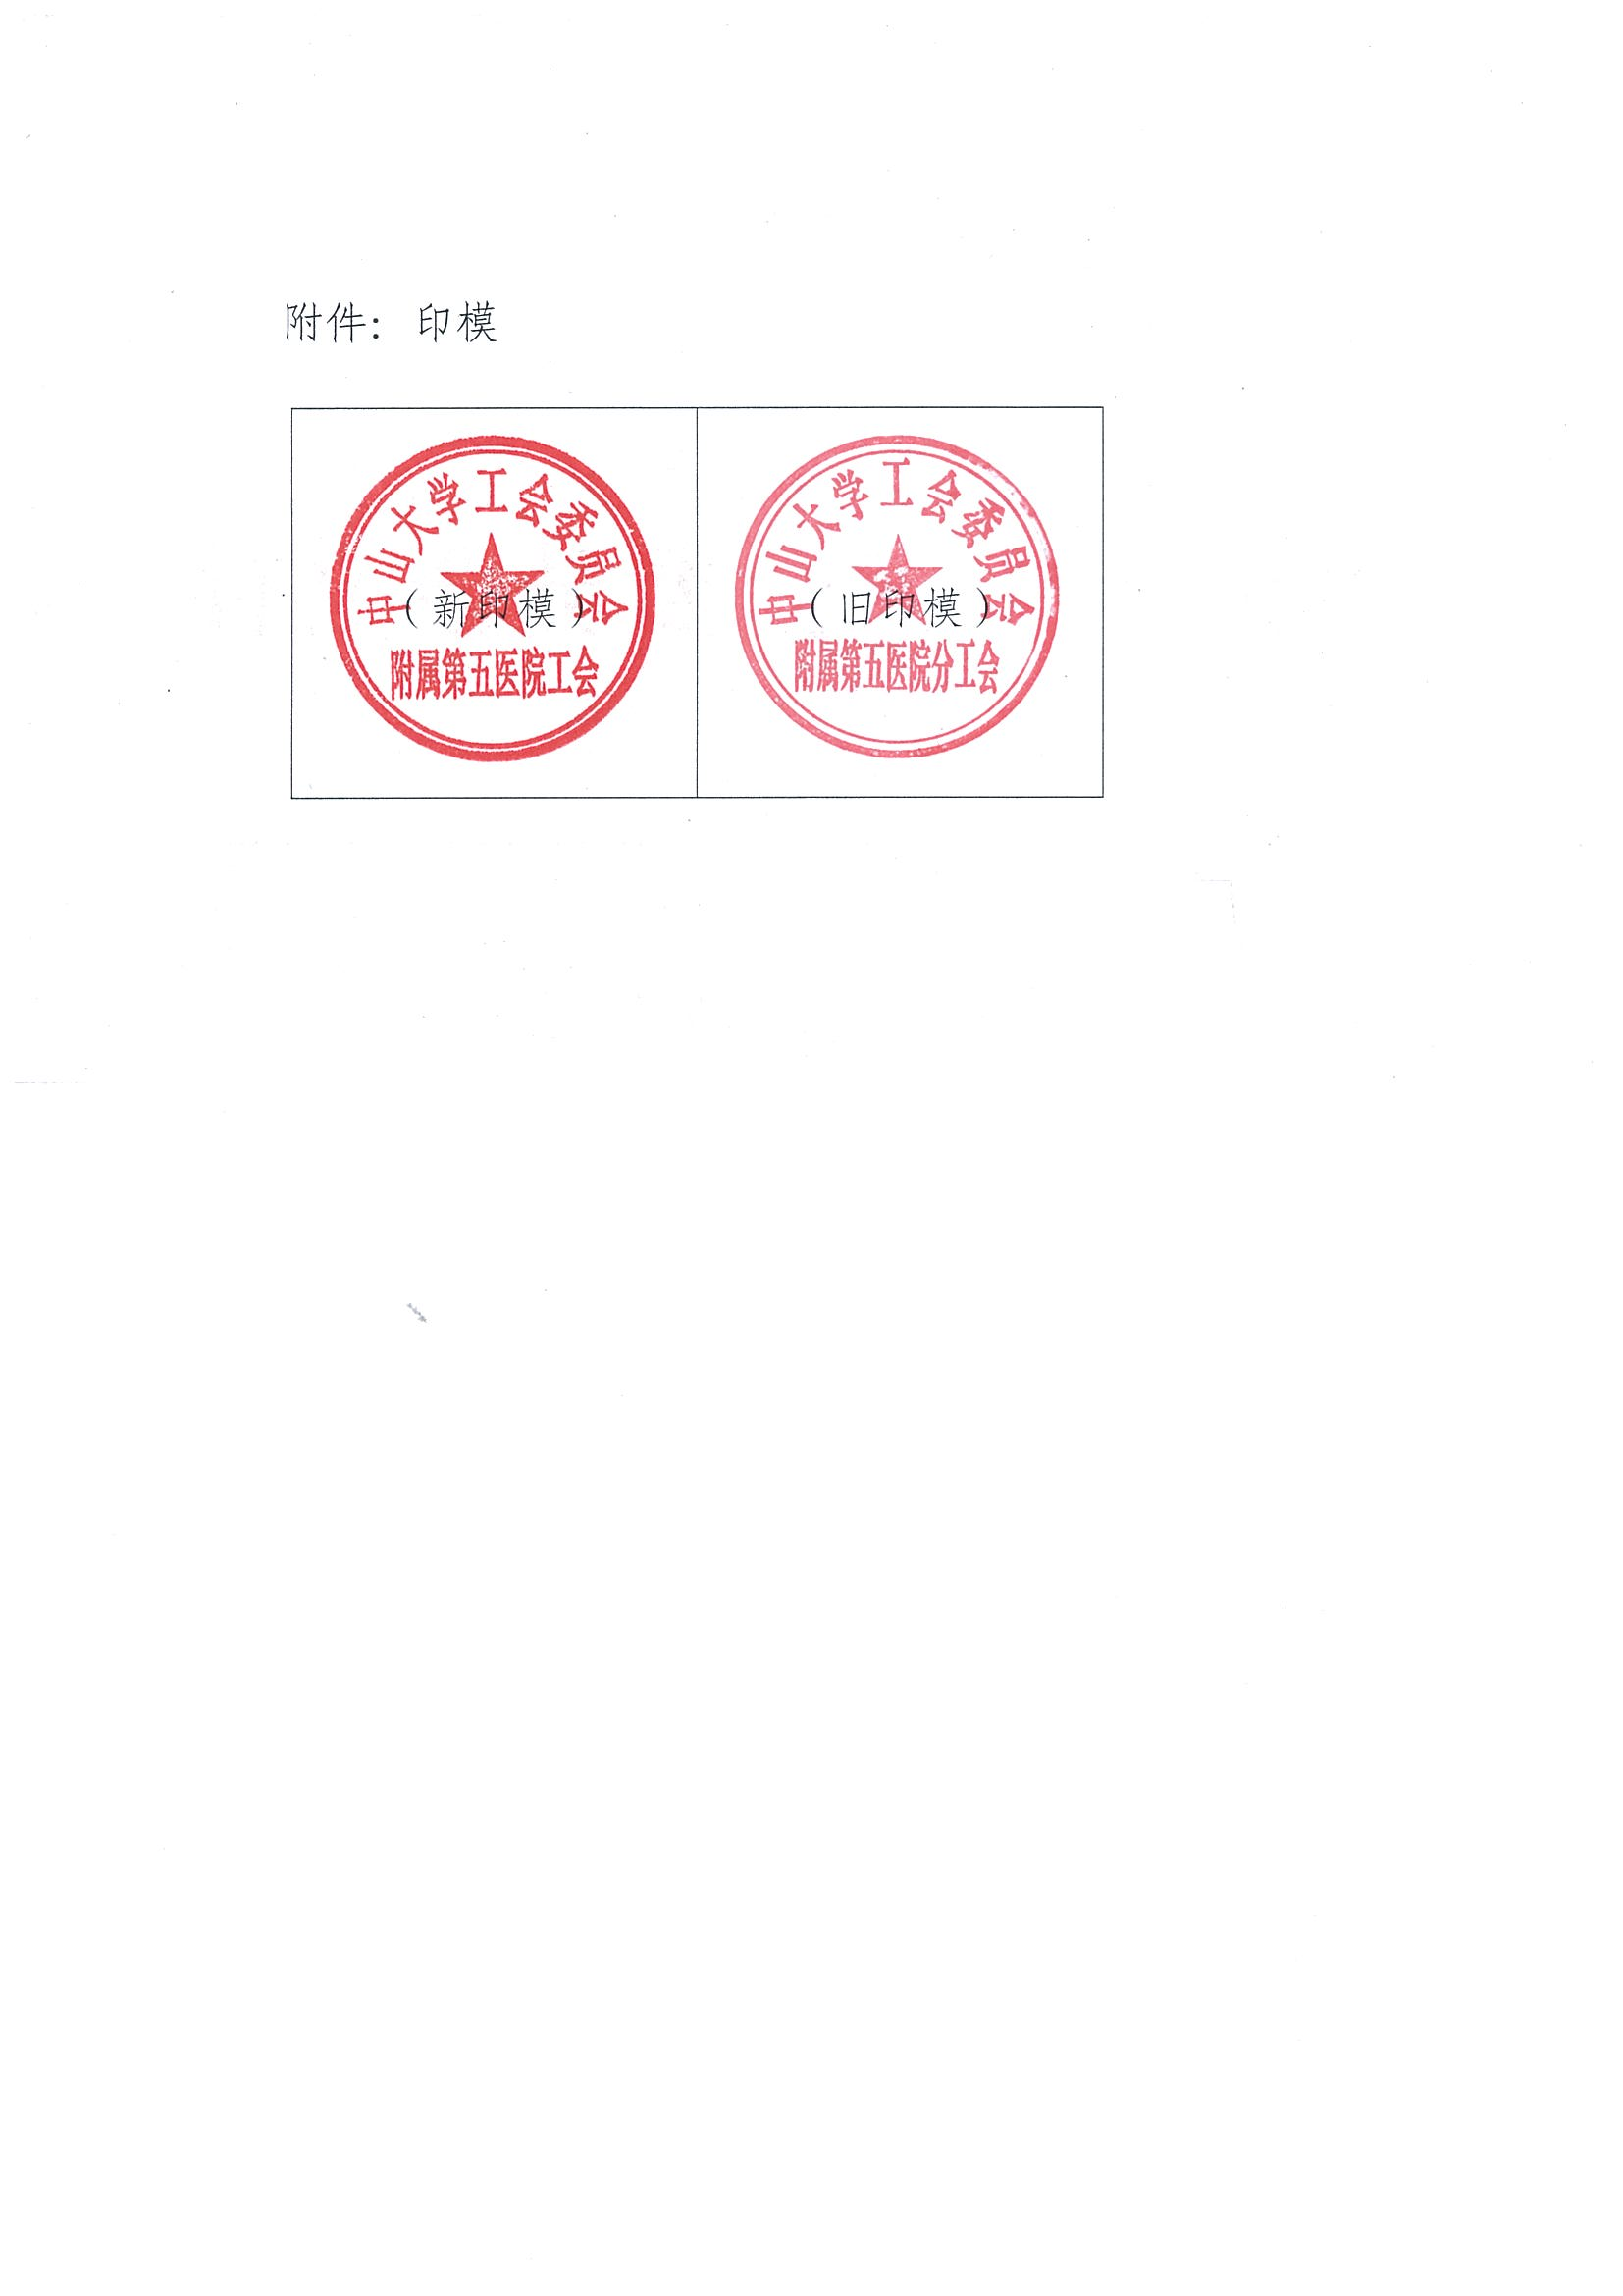 附件：印模
中山大学工会委员会
（新印模）
附属第五医院工会
中山大学工会委员会
（旧印模）
附属第五医院分工会